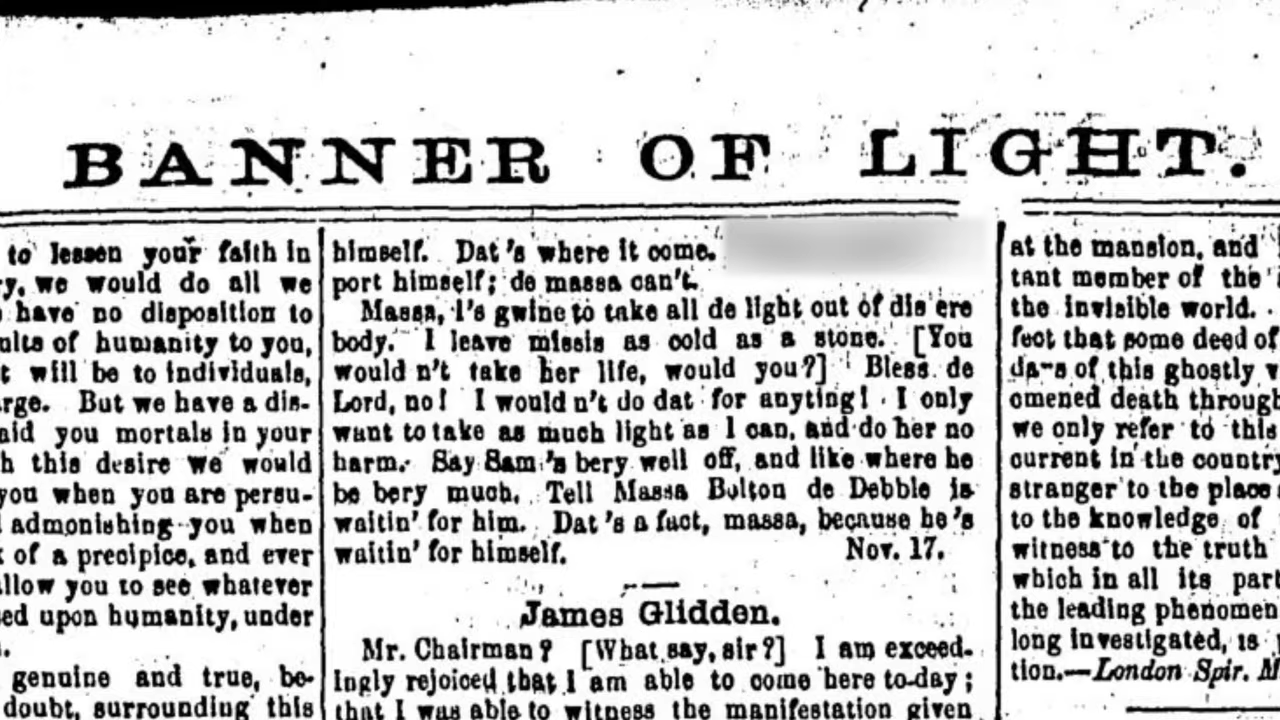 BANNER OF LIGHT.
to lessen your faith in
we would do all we
have no disposition to
of humanity to you,
will be to individuals,
But we have a dis-
you mortals in your
this desire we would
you when you are persu-
admonishing you when
of a precipice, and ever
allow you to see whatever
upon humanity, under
genuine and true, be-
doubt, surrounding this
himself. Dat's where it come.
port himself; de massa can't.
Massa, I's gwine to take all de light out of dis ere
body. I leave missis as cold as a stone. [You
would n't take her life, would you?] Bless de
Lord, no! I would n't do dat for anyting! I only
want to take as much light as I can, and do her no
harm. Say Sam's bery well off, and like where he
be bery much. Tell Massa Bolton de Debble is
waitin' for him. Dat's a fact, massa, because he's
waitin' for himself. Nov. 17.
James Glidden.
Mr. Chairman? [What say, sir?] I am exceed-
ingly rejoiced that I am able to come here to-day;
that I was able to witness the manifestation given
at the mansion, and
tant member of the
the invisible world.
fect that some deed of
of this ghostly
omened death through
we only refer to this
current in the country
stranger to the place
to the knowledge of
witness to the truth
which in all its part
the leading phenomen
long investigated, is
tion.—London Spir. M